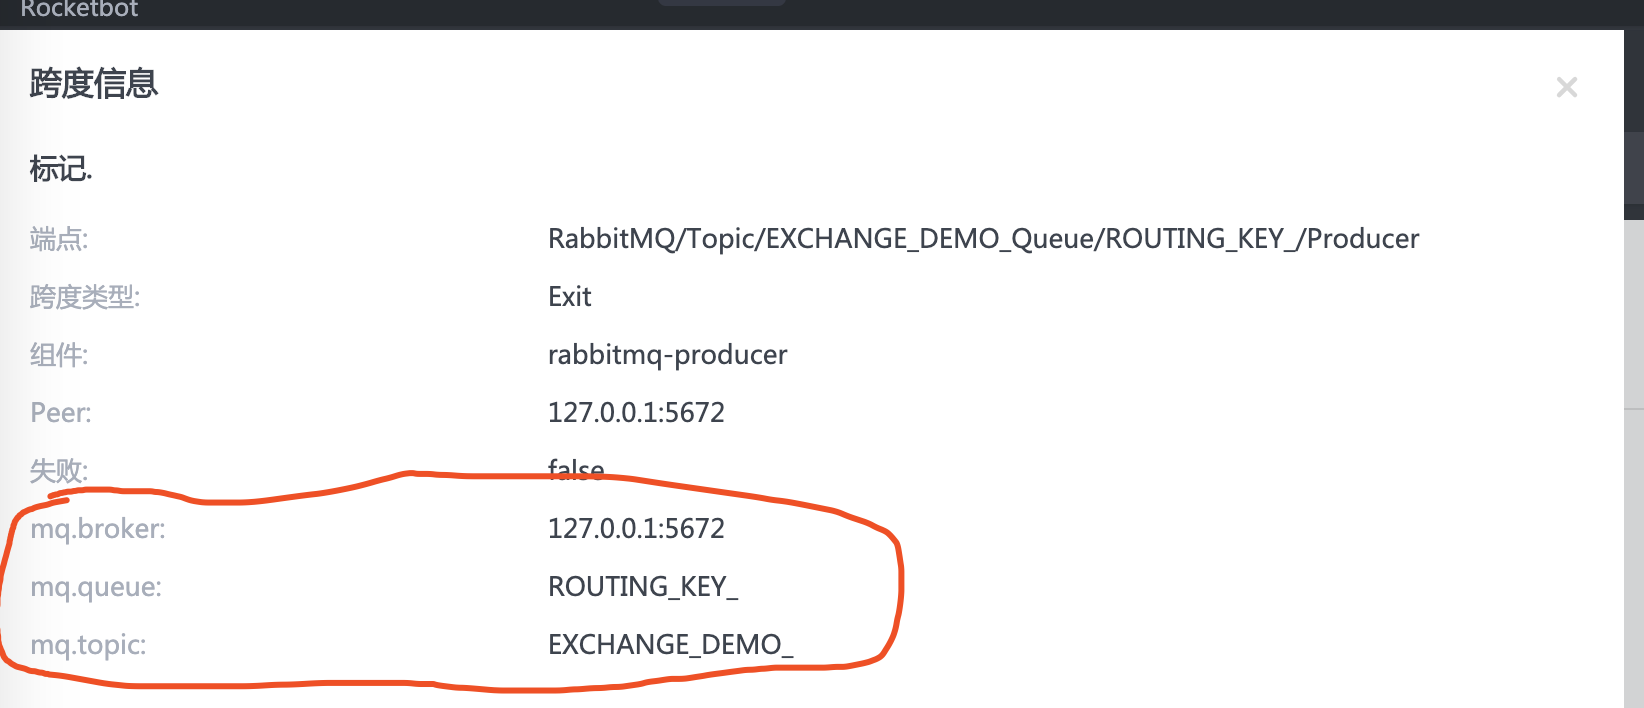 Rocketbot
跨度信息
标记.
端点: RabbitMQ/Topic/EXCHANGE_DEMO_Queue/ROUTING_KEY_/Producer
跨度类型: Exit
组件: rabbitmq-producer
Peer: 127.0.0.1:5672
失败: false
mq.broker: 127.0.0.1:5672
mq.queue: ROUTING_KEY_
mq.topic: EXCHANGE_DEMO_